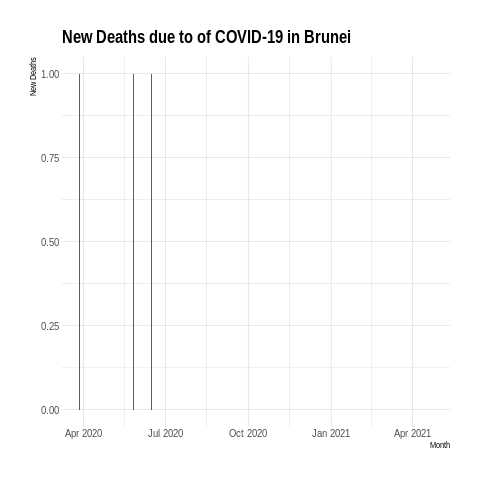 New Deaths due to of COVID-19 in Brunei
New Deaths
1.00
0.75
0.50
0.25
0.00
Apr 2020 Jul 2020 Oct 2020 Jan 2021 Apr 2021
Month